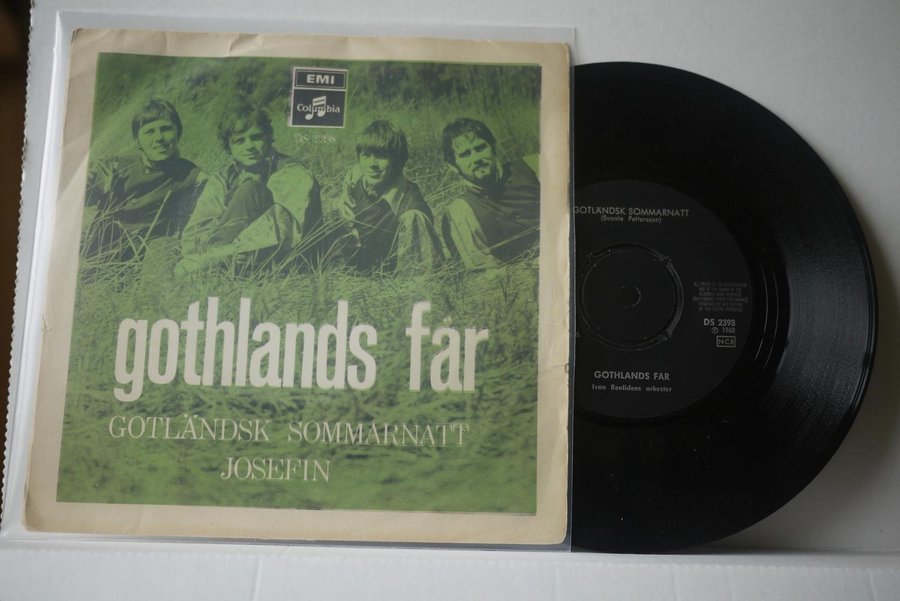 EMI
Columbia
gothlands får
GOTLÄNDSK SOMMARNATT
JOSEFIN
GOTLÄNDSK SOMMARNATT
(Svante Pettersson)
DS 2393
NCB
GOTHLANDS FÅR
Ivan Renlidens orkester